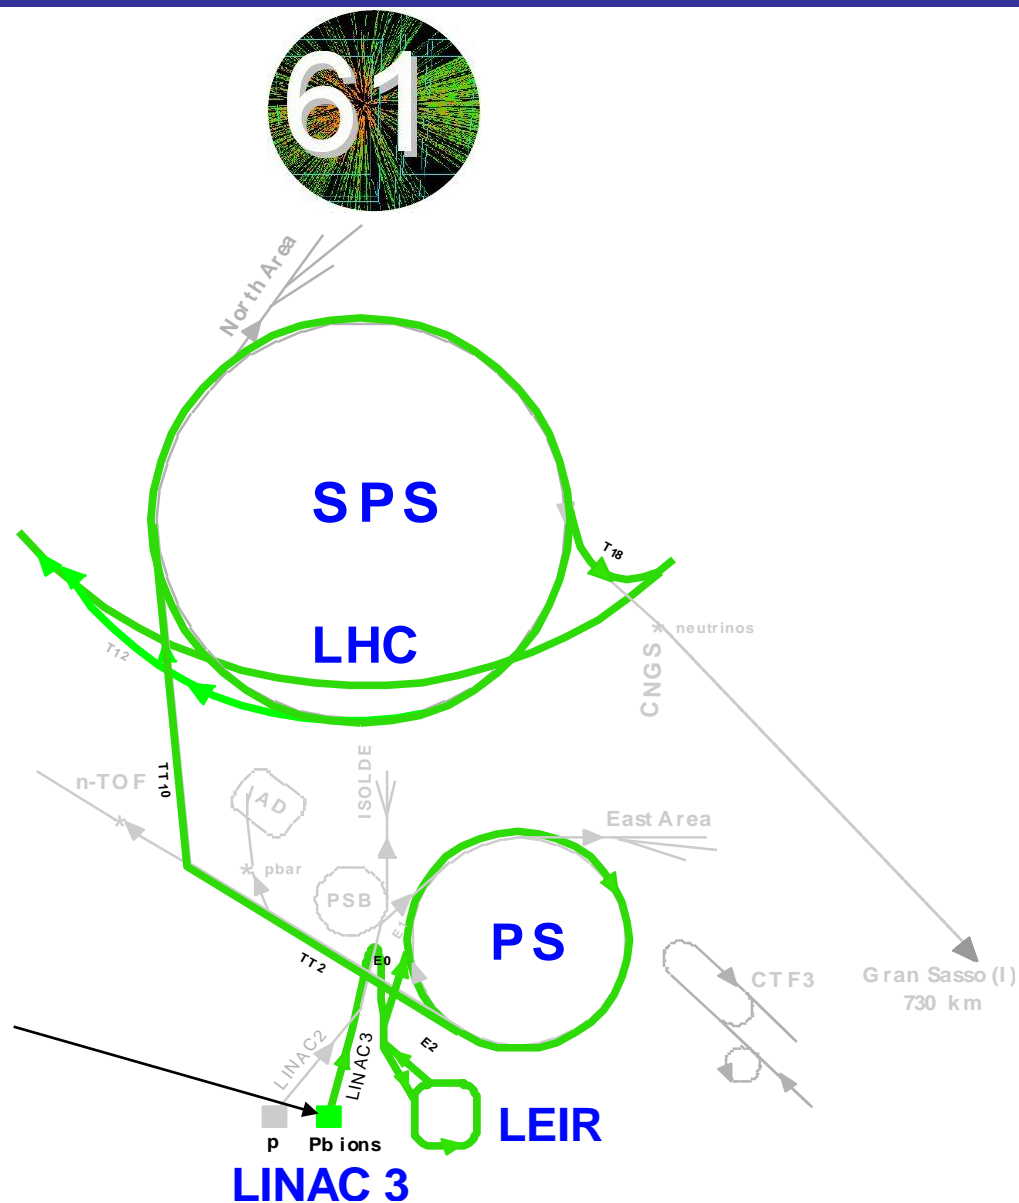 61
North Area
SPS
T18
LHC
neutrinos
T12
CNGS
ISOLDE
n-TOF
TT10
AD
East Area
pbar
PSB
E1
PS
TT2
E0
CTF3
Gran Sasso (I)
730 km
LINAC2
LINAC3
E2
LEIR
p
Pb ions
LINAC 3